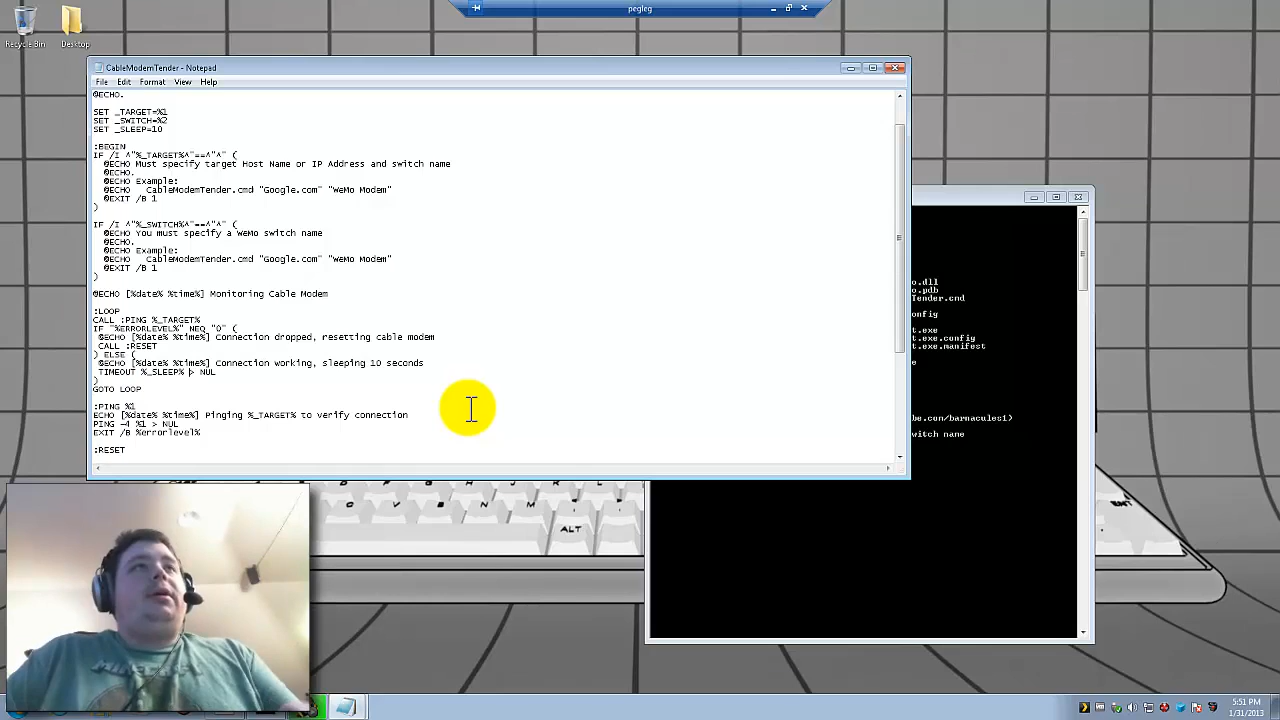 pegleg
Recycle Bin
Desktop
CableModemTender - Notepad
File Edit Format View Help
@ECHO.
SET _TARGET=%1
SET _SWITCH=%2
SET _SLEEP=10
:BEGIN
IF /I ^"%_TARGET%^"==^"^" (
@ECHO Must specify target Host Name or IP Address and switch name
@ECHO.
@ECHO Example:
@ECHO   CableModemTender.cmd "Google.com" "WeMo Modem"
@EXIT /B 1
)
IF /I ^"%_SWITCH%^"==^"^" (
@ECHO You must specify a WeMo switch name
@ECHO.
@ECHO Example:
@ECHO   CableModemTender.cmd "Google.com" "WeMo Modem"
@EXIT /B 1
)
@ECHO [%date% %time%] Monitoring Cable Modem
:LOOP
CALL :PING %_TARGET%
IF "%ERRORLEVEL%" NEQ "0" (
@ECHO [%date% %time%] Connection dropped, resetting cable modem
CALL :RESET
) ELSE (
@ECHO [%date% %time%] Connection working, sleeping 10 seconds
TIMEOUT %_SLEEP% > NUL
)
GOTO LOOP
:PING %1
ECHO [%date% %time%] Pinging %_TARGET% to verify connection
PING -4 %1 > NUL
EXIT /B %errorlevel%
:RESET
o.dll
o.pdb
Tender.cmd
onfig
t.exe
t.exe.config
t.exe.manifest
e
be.com/barnacules1)
witch name
ALT
5:51 PM
1/31/2013